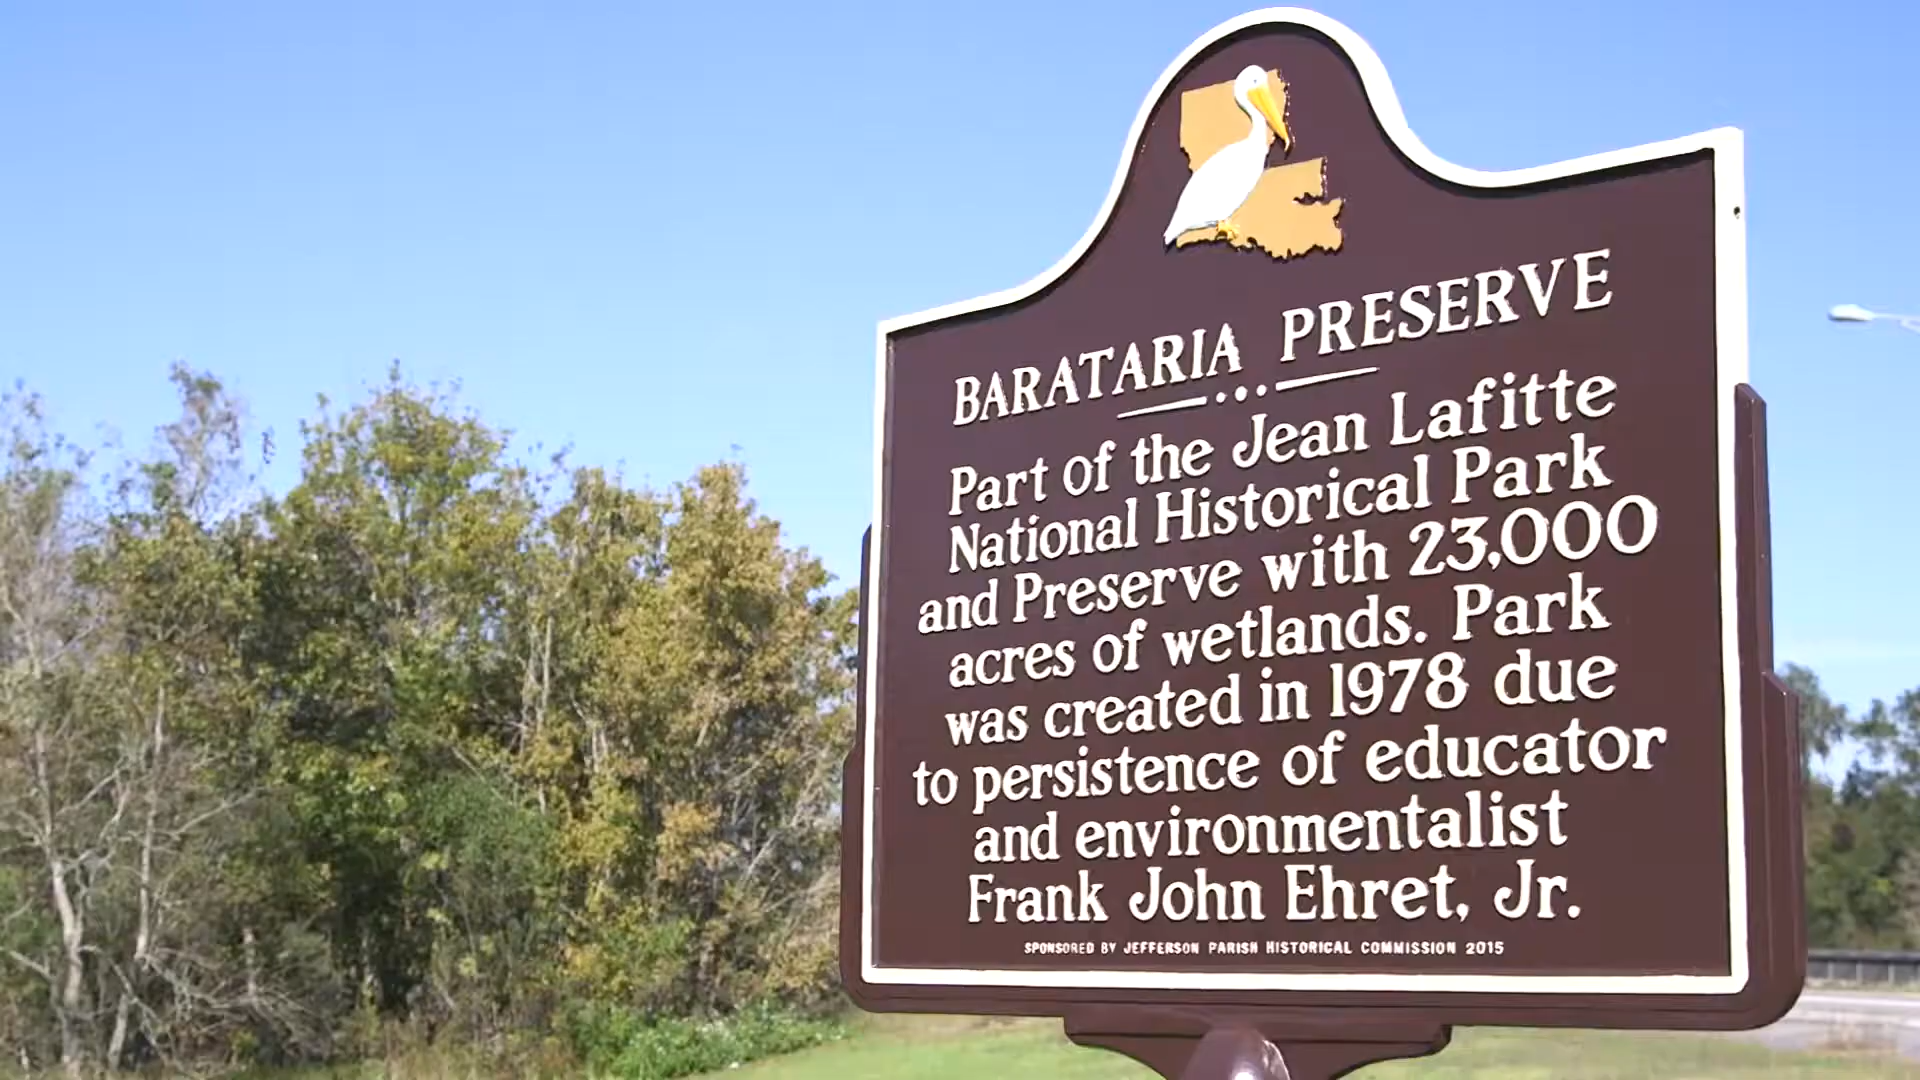 BARATARIA PRESERVE
Part of the Jean Lafitte
National Historical Park
and Preserve with 23,000
acres of wetlands. Park
was created in 1978 due
to persistence of educator
and environmentalist
Frank John Ehret, Jr.
SPONSORED BY JEFFERSON PARISH HISTORICAL COMMISSION 2015